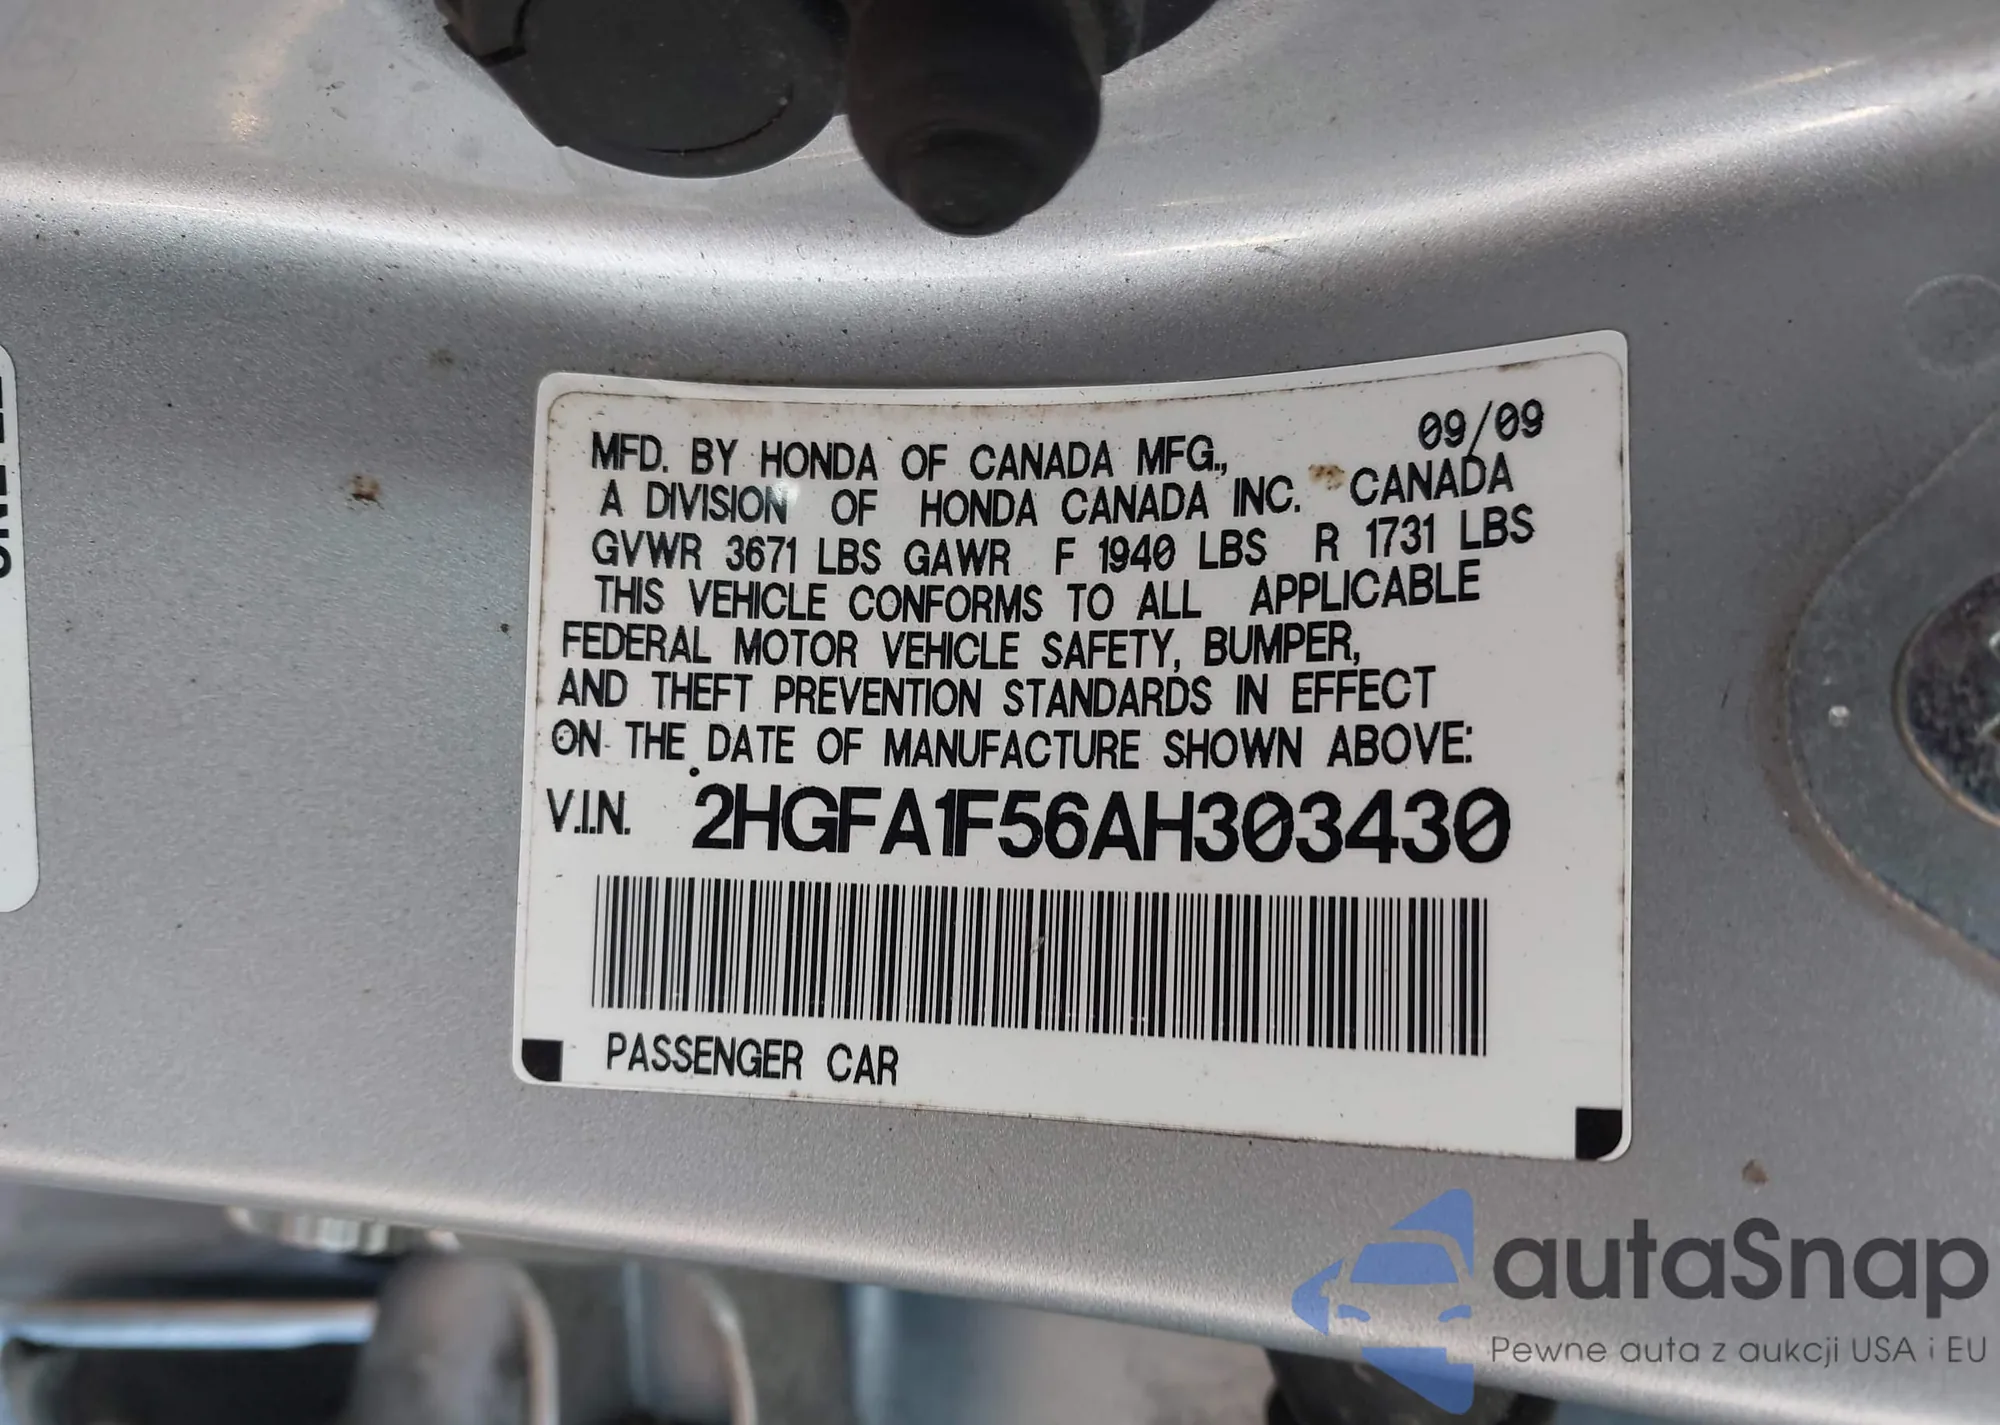 09/09
MFD. BY HONDA OF CANADA MFG.,
A DIVISION OF HONDA CANADA INC. CANADA
GVWR 3671 LBS GAWR F 1940 LBS R 1731 LBS
THIS VEHICLE CONFORMS TO ALL APPLICABLE
FEDERAL MOTOR VEHICLE SAFETY, BUMPER,
AND THEFT PREVENTION STANDARDS IN EFFECT
ON THE DATE OF MANUFACTURE SHOWN ABOVE:
V.I.N. 2HGFA1F56AH303430
PASSENGER CAR
autaSnap
Pewne auta z aukcji USA i EU